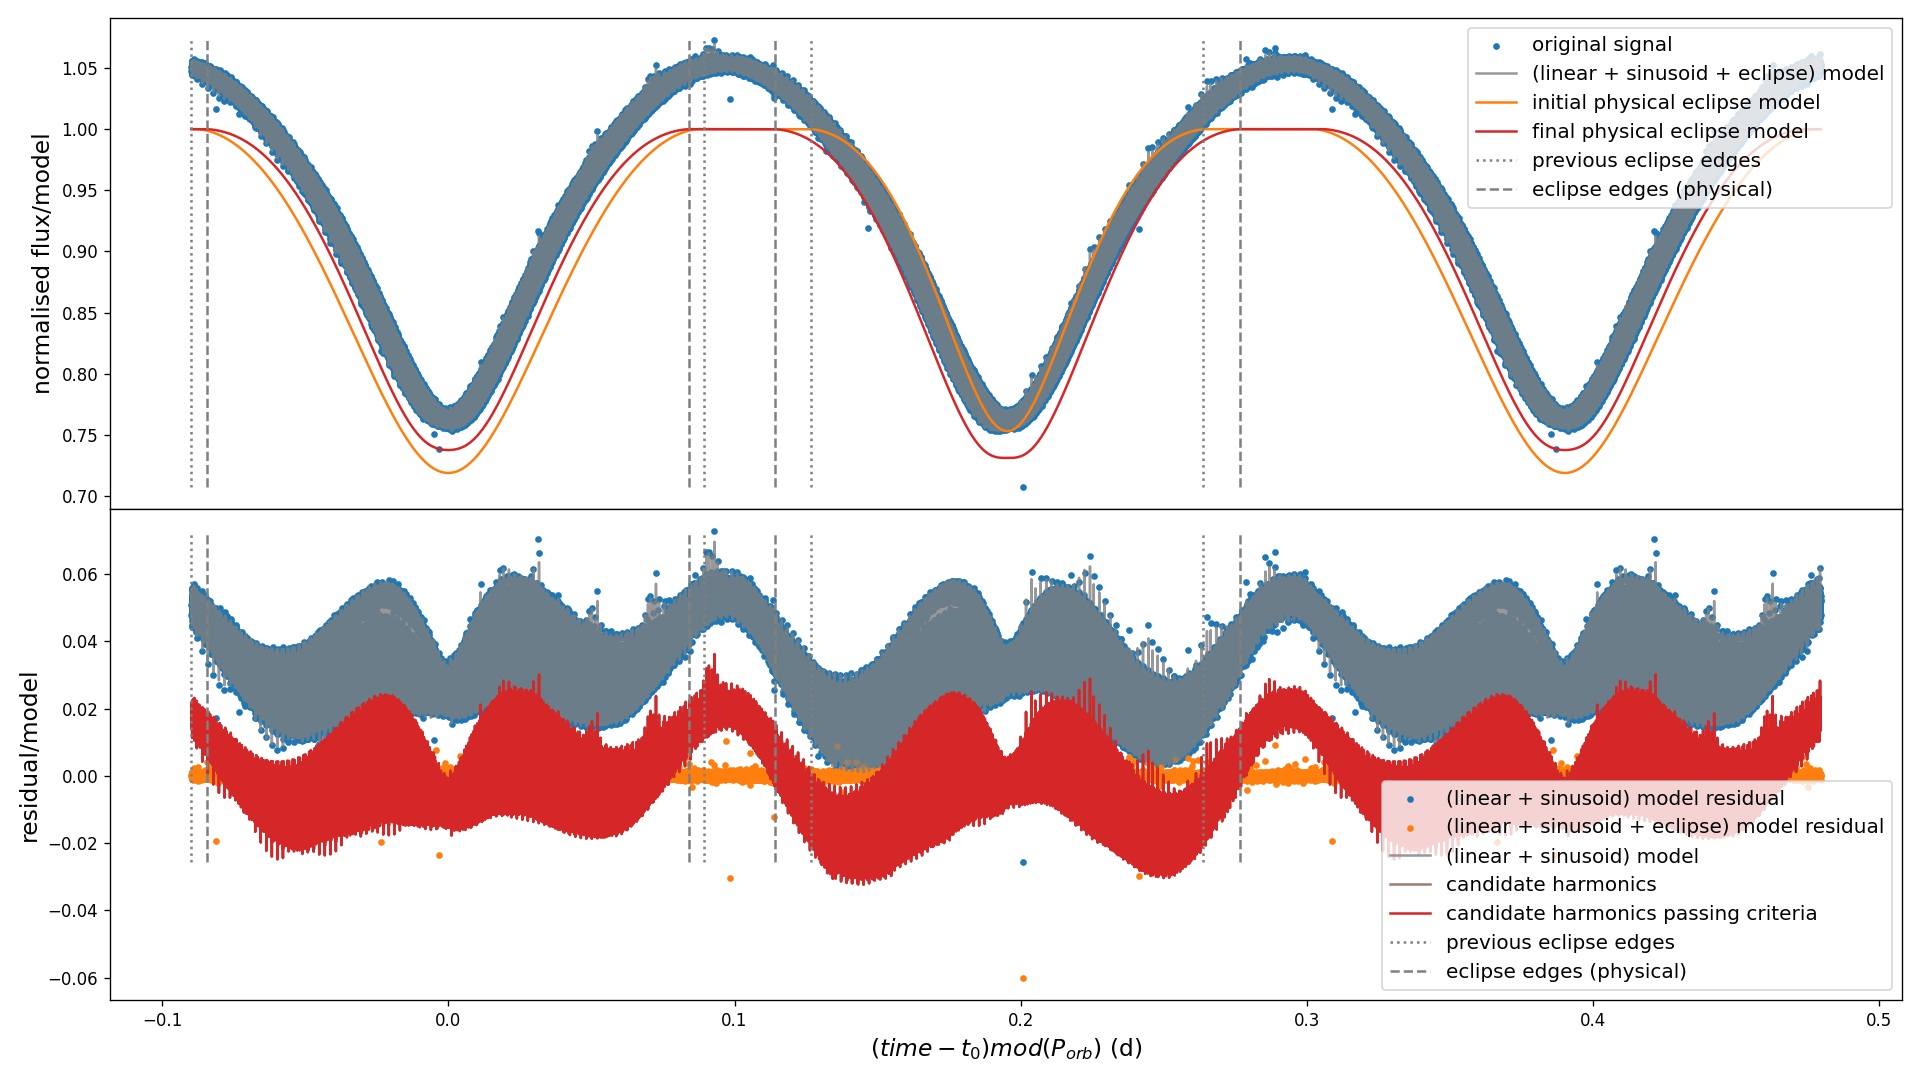 normalised flux/model
1.05
1.00
0.95
0.90
0.85
0.80
0.75
0.70
original signal
(linear + sinusoid + eclipse) model
initial physical eclipse model
final physical eclipse model
previous eclipse edges
eclipse edges (physical)
residual/model
0.06
0.04
0.02
0.00
−0.02
−0.04
−0.06
(linear + sinusoid) model residual
(linear + sinusoid + eclipse) model residual
(linear + sinusoid) model
candidate harmonics
candidate harmonics passing criteria
previous eclipse edges
eclipse edges (physical)
−0.1 0.0 0.1 0.2 0.3 0.4 0.5
(time − t₀)mod(P_orb) (d)